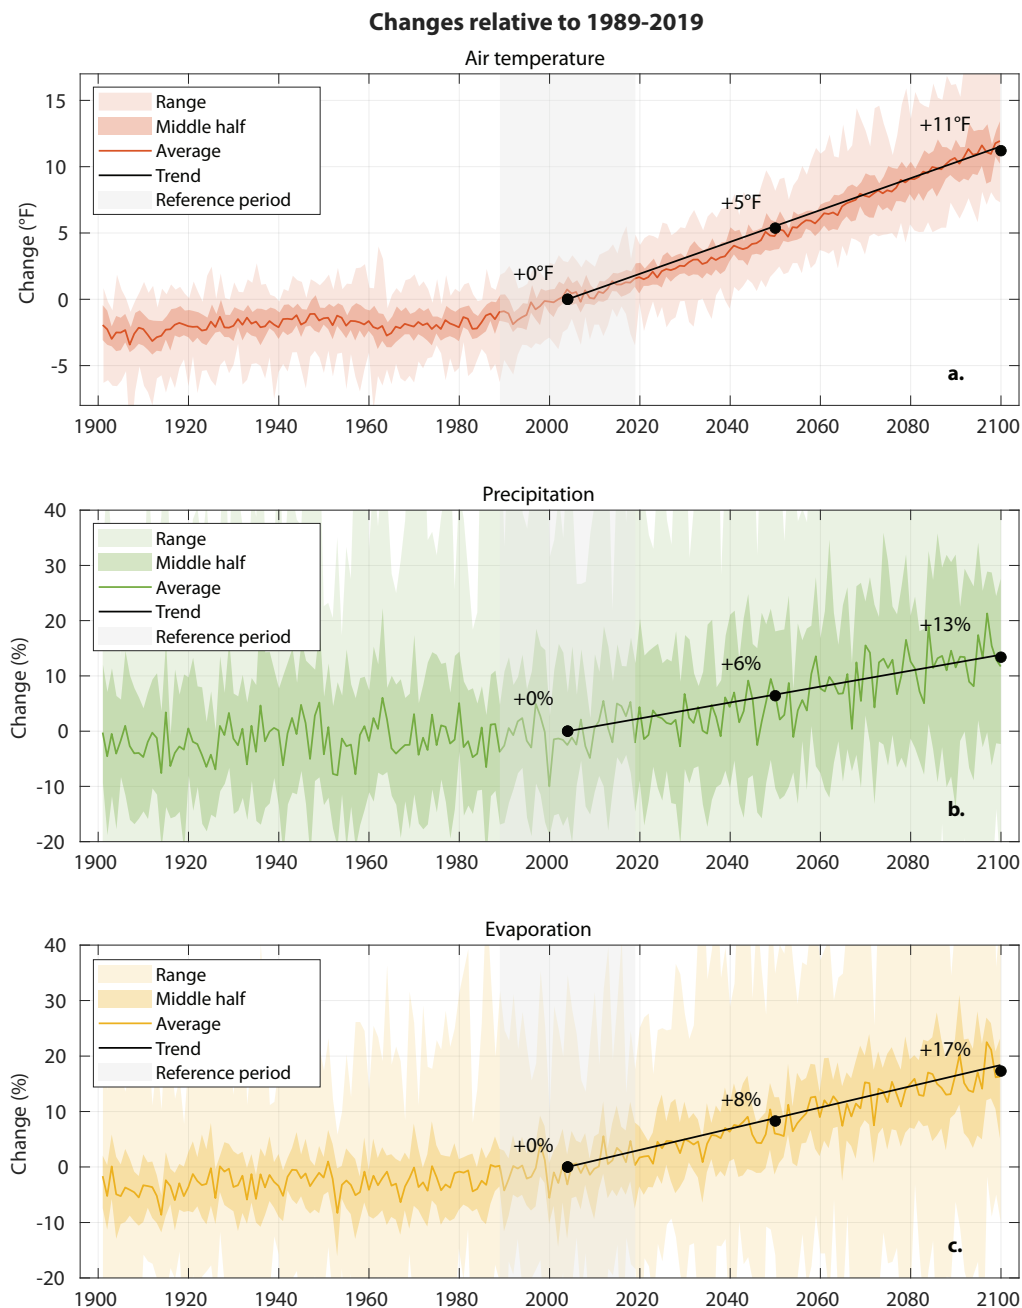 Changes relative to 1989-2019
Air temperature
Change (°F)
15
10
5
0
-5
Range
Middle half
Average
Trend
Reference period
+0°F
+5°F
+11°F
a.
1900 1920 1940 1960 1980 2000 2020 2040 2060 2080 2100
Precipitation
Change (%)
40
30
20
10
0
-10
-20
Range
Middle half
Average
Trend
Reference period
+0%
+6%
+13%
b.
1900 1920 1940 1960 1980 2000 2020 2040 2060 2080 2100
Evaporation
Change (%)
40
30
20
10
0
-10
-20
Range
Middle half
Average
Trend
Reference period
+0%
+8%
+17%
c.
1900 1920 1940 1960 1980 2000 2020 2040 2060 2080 2100